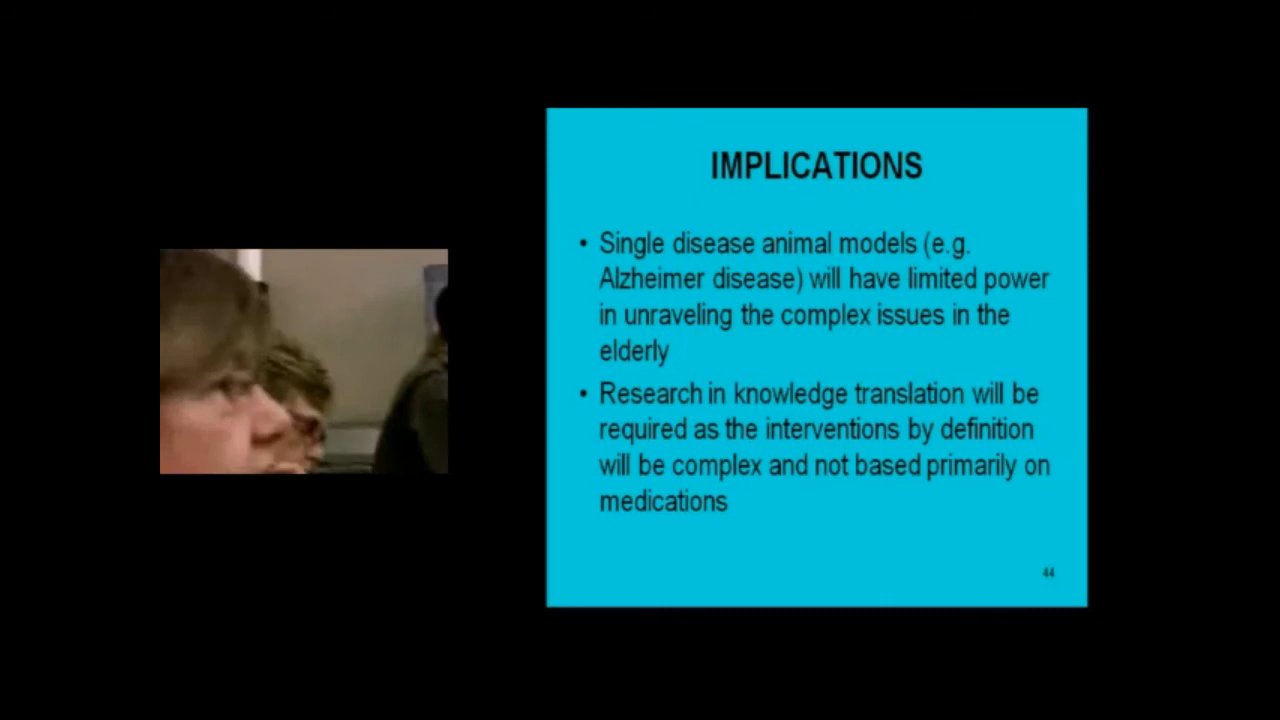 IMPLICATIONS
• Single disease animal models (e.g.
Alzheimer disease) will have limited power
in unraveling the complex issues in the
elderly
• Research in knowledge translation will be
required as the interventions by definition
will be complex and not based primarily on
medications
44